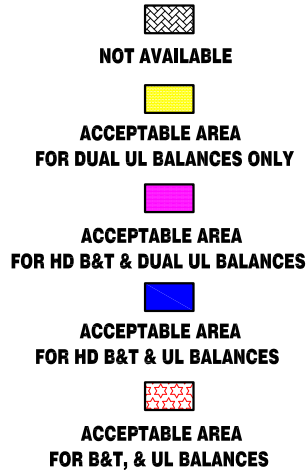 NOT AVAILABLE
ACCEPTABLE AREA
FOR DUAL UL BALANCES ONLY
ACCEPTABLE AREA
FOR HD B&T & DUAL UL BALANCES
ACCEPTABLE AREA
FOR HD B&T & UL BALANCES
ACCEPTABLE AREA
FOR B&T, & UL BALANCES